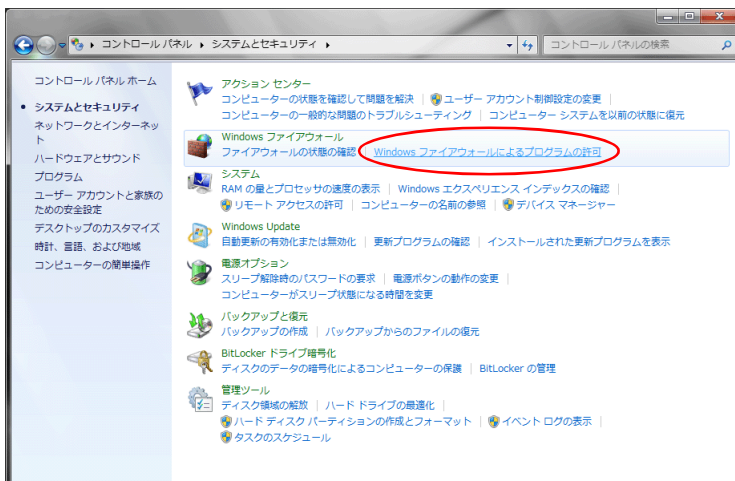 コントロール パネル ▸ システムとセキュリティ ▸
コントロール パネルの検索
コントロール パネル ホーム
システムとセキュリティ
ネットワークとインターネッ
ト
ハードウェアとサウンド
プログラム
ユーザー アカウントと家族の
ための安全設定
デスクトップのカスタマイズ
時計、言語、および地域
コンピューターの簡単操作
アクション センター
コンピューターの状態を確認して問題を解決 | ユーザー アカウント制御設定の変更 |
コンピューターの一般的な問題のトラブルシューティング | コンピューター システムを以前の状態に復元
Windows ファイアウォール
ファイアウォールの状態の確認 | Windows ファイアウォールによるプログラムの許可
システム
RAM の量とプロセッサの速度の表示 | Windows エクスペリエンス インデックスの確認 |
リモート アクセスの許可 | コンピューターの名前の参照 | デバイス マネージャー
Windows Update
自動更新の有効化または無効化 | 更新プログラムの確認 | インストールされた更新プログラムを表示
電源オプション
スリープ解除時のパスワードの要求 | 電源ボタンの動作の変更 |
コンピューターがスリープ状態になる時間を変更
バックアップと復元
バックアップの作成 | バックアップからのファイルの復元
BitLocker ドライブ暗号化
ディスクのデータの暗号化によるコンピューターの保護 | BitLocker の管理
管理ツール
ディスク領域の解放 | ハード ドライブの最適化 |
ハード ディスク パーティションの作成とフォーマット | イベント ログの表示 |
タスクのスケジュール